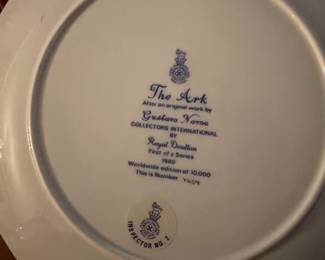 The Ark
After an original work by
Gustavo Novoa
COLLECTORS INTERNATIONAL
BY
Royal Doulton
First of a Series
Worldwide edition of 10,000
This is Number
INSPECTOR NO. 7